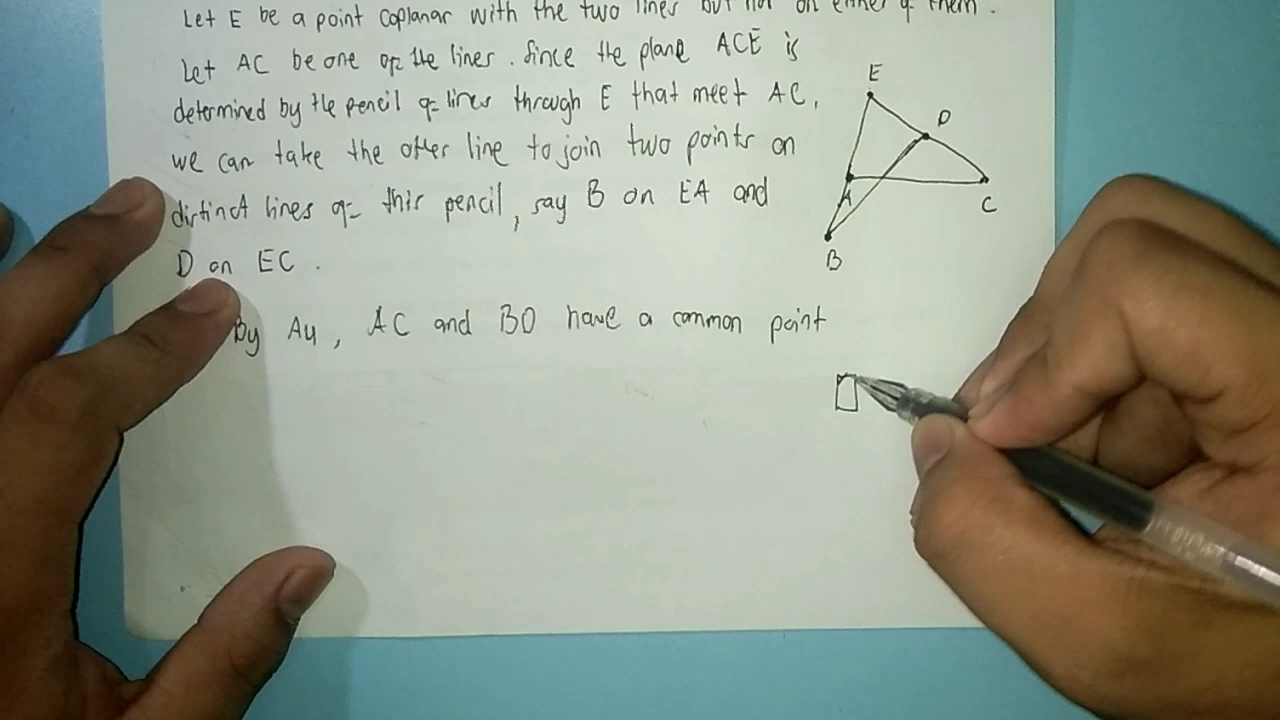 Let E be a point coplanar with the two lines but not on either of them.
Let AC be one of the lines. Since the plane ACE is
determined by the pencil of lines through E that meet AC,
we can take the other line to join two points on
distinct lines of this pencil, say B on EA and
D on EC.
By A4, AC and BD have a common point
E
D
A
C
B